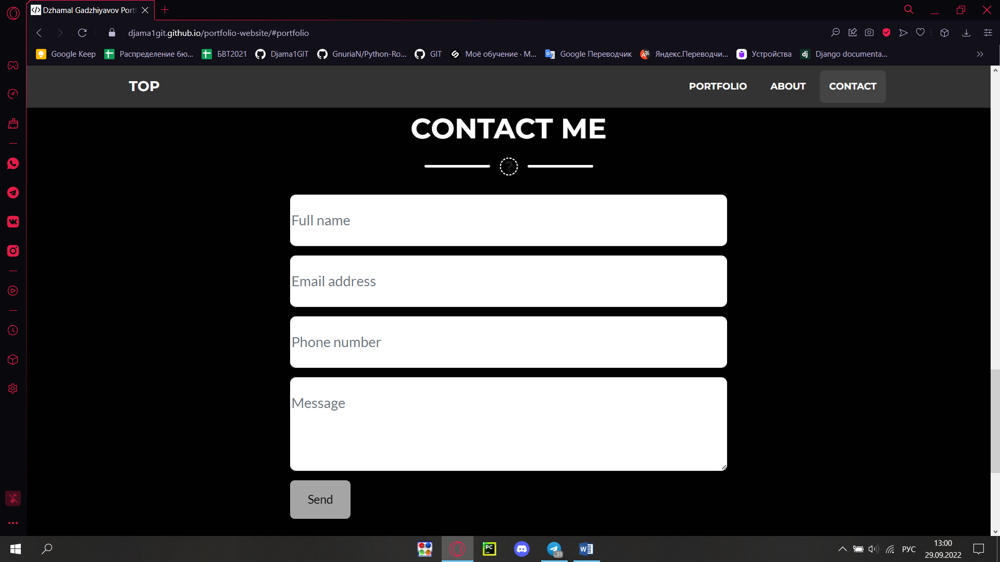 Dzhamal Gadzhiyavov Port
djama1git.github.io/portfolio-website/#portfolio
Google Keep Распределение бю... БВТ2021 Djama1GIT GnuriaN/Python-Ro... GIT Моё обучение · М... Google Переводчик Яндекс.Переводчи... Устройства Django documenta...
TOP PORTFOLIO ABOUT CONTACT
CONTACT ME
?
Full name
Email address
Phone number
Message
Send
РУС 13:00
29.09.2022